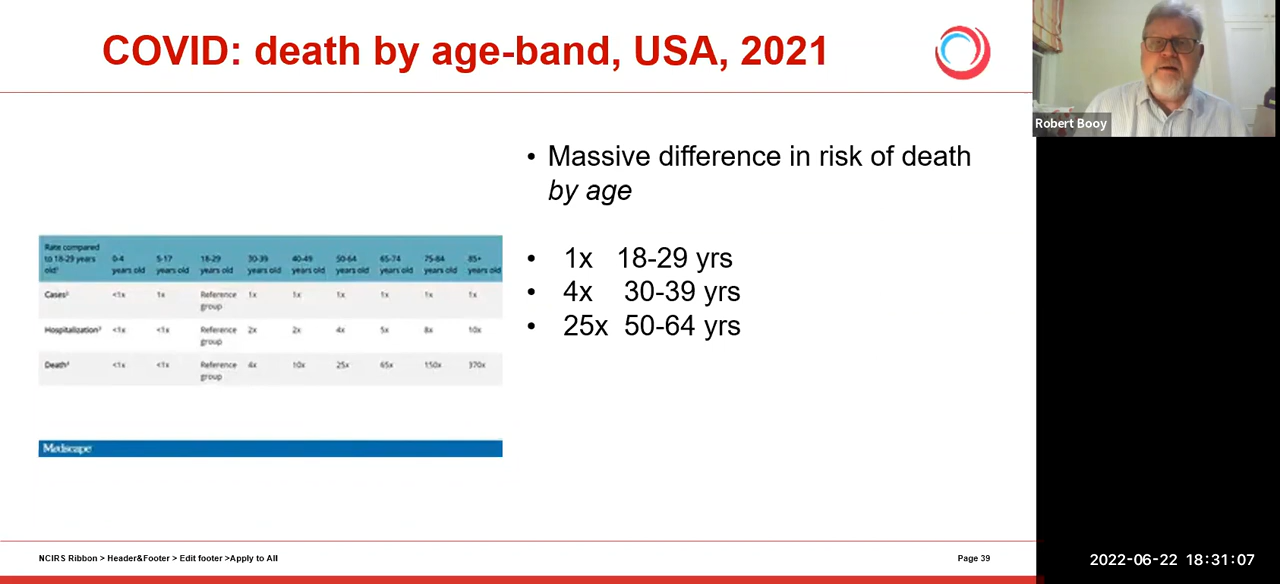 COVID: death by age-band, USA, 2021
Robert Booy
• Massive difference in risk of death
by age
• 1x 18-29 yrs
• 4x 30-39 yrs
• 25x 50-64 yrs
Rate compared
to 18-29 years 0-4 5-17 18-29 30-39 40-49 50-64 65-74 75-84 85+
old¹ years old years old years old years old years old years old years old years old years old
Cases² <1x 1x Reference 1x 1x 1x 1x 1x 1x
group
Hospitalization³ <1x <1x Reference 2x 2x 4x 5x 8x 10x
group
Death⁴ <1x <1x Reference 4x 10x 25x 65x 150x 370x
group
Medscape
NCIRS Ribbon > Header&Footer > Edit footer >Apply to All
Page 39
2022-06-22 18:31:07